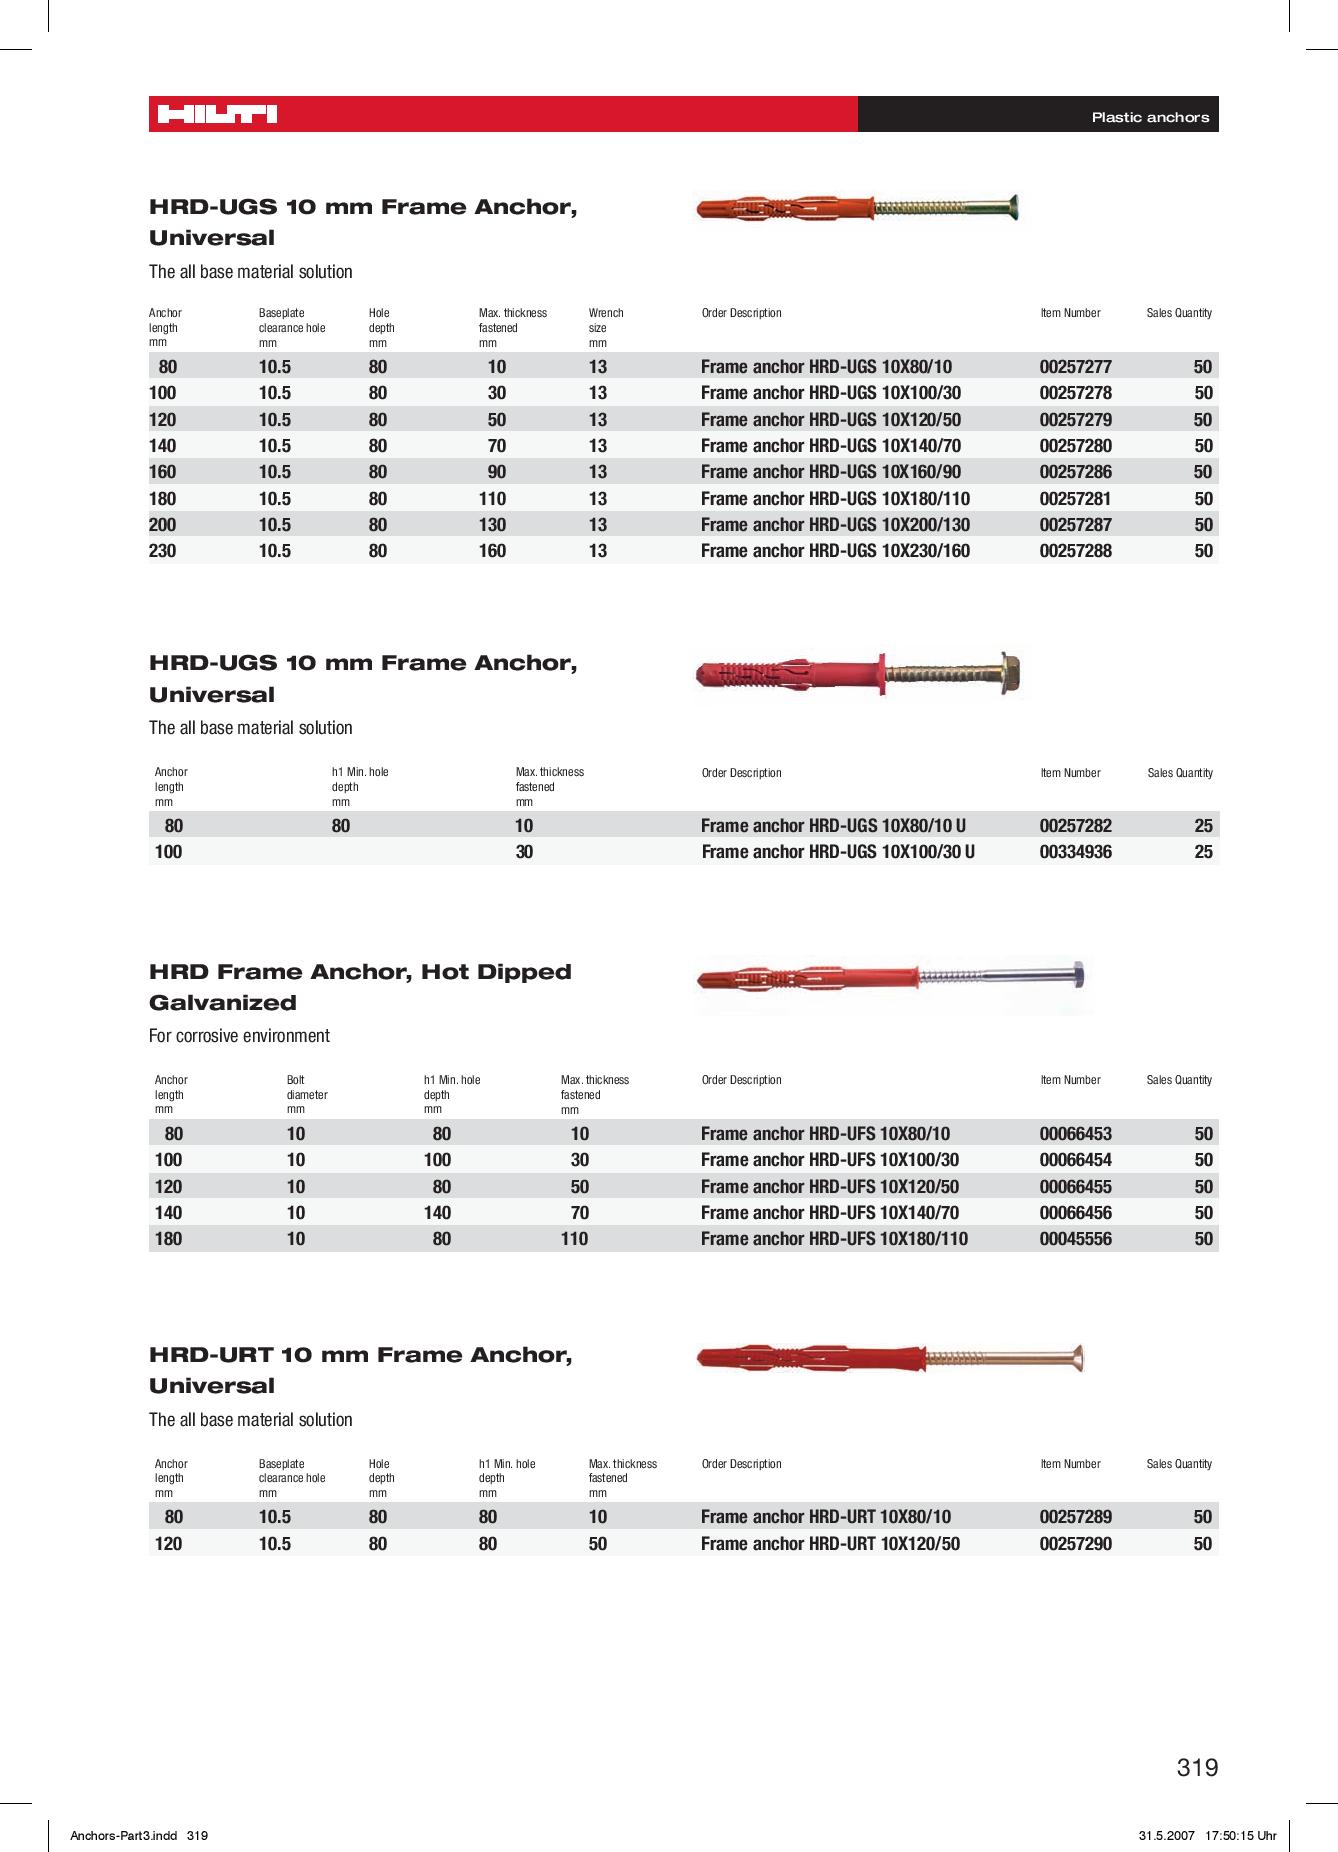 HILTI
Plastic anchors
HRD-UGS 10 mm Frame Anchor,
Universal
The all base material solution
Anchor length mm Baseplate clearance hole mm Hole depth mm Max. thickness fastened mm Wrench size mm Order Description Item Number Sales Quantity
80 10.5 80 10 13 Frame anchor HRD-UGS 10X80/10 00257277 50
100 10.5 80 30 13 Frame anchor HRD-UGS 10X100/30 00257278 50
120 10.5 80 50 13 Frame anchor HRD-UGS 10X120/50 00257279 50
140 10.5 80 70 13 Frame anchor HRD-UGS 10X140/70 00257280 50
160 10.5 80 90 13 Frame anchor HRD-UGS 10X160/90 00257286 50
180 10.5 80 110 13 Frame anchor HRD-UGS 10X180/110 00257281 50
200 10.5 80 130 13 Frame anchor HRD-UGS 10X200/130 00257287 50
230 10.5 80 160 13 Frame anchor HRD-UGS 10X230/160 00257288 50
HRD-UGS 10 mm Frame Anchor,
Universal
The all base material solution
Anchor length mm h1 Min. hole depth mm Max. thickness fastened mm Order Description Item Number Sales Quantity
80 80 10 Frame anchor HRD-UGS 10X80/10 U 00257282 25
100 30 Frame anchor HRD-UGS 10X100/30 U 00334936 25
HRD Frame Anchor, Hot Dipped
Galvanized
For corrosive environment
Anchor length mm Bolt diameter mm h1 Min. hole depth mm Max. thickness fastened mm Order Description Item Number Sales Quantity
80 10 80 10 Frame anchor HRD-UFS 10X80/10 00066453 50
100 10 100 30 Frame anchor HRD-UFS 10X100/30 00066454 50
120 10 80 50 Frame anchor HRD-UFS 10X120/50 00066455 50
140 10 140 70 Frame anchor HRD-UFS 10X140/70 00066456 50
180 10 80 110 Frame anchor HRD-UFS 10X180/110 00045556 50
HRD-URT 10 mm Frame Anchor,
Universal
The all base material solution
Anchor length mm Baseplate clearance hole mm Hole depth mm h1 Min. hole depth mm Max. thickness fastened mm Order Description Item Number Sales Quantity
80 10.5 80 80 10 Frame anchor HRD-URT 10X80/10 00257289 50
120 10.5 80 80 50 Frame anchor HRD-URT 10X120/50 00257290 50
319
Anchors-Part3.indd 319 31.5.2007 17:50:15 Uhr